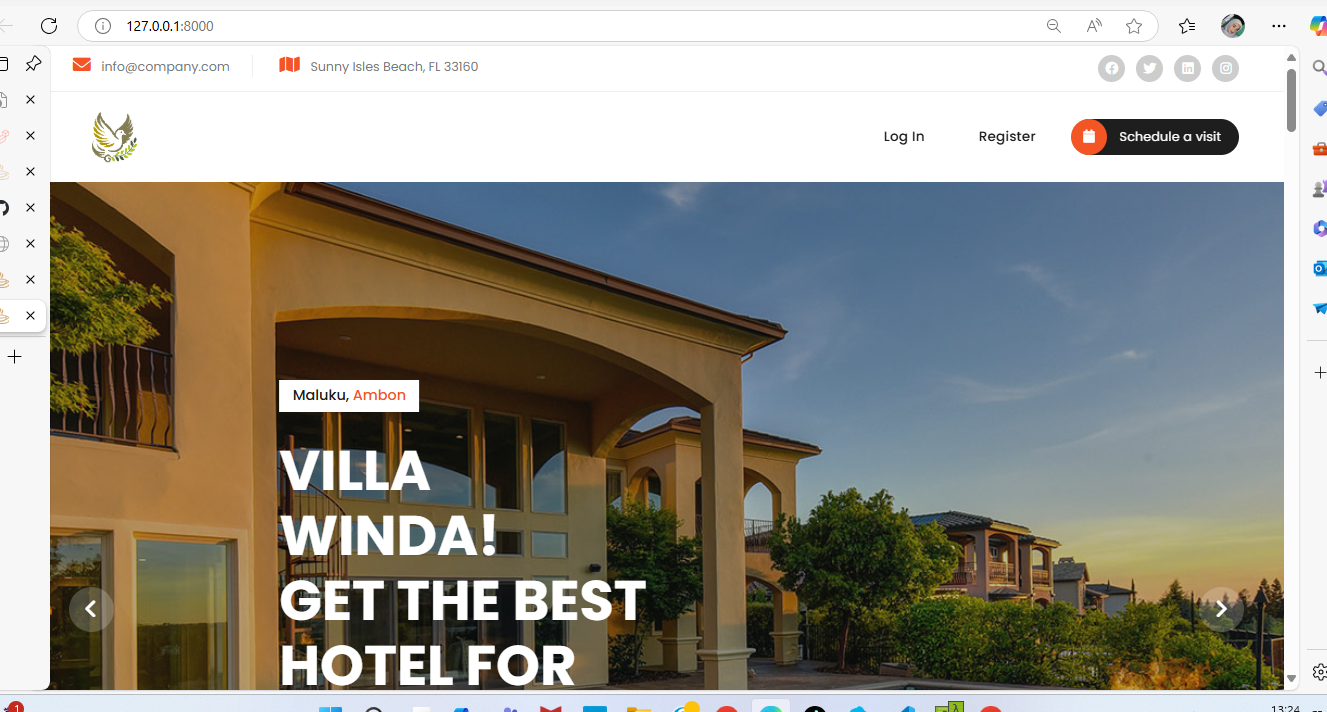 127.0.0.1:8000
info@company.com
Sunny Isles Beach, FL 33160
Log In
Register
Schedule a visit
Maluku, Ambon
VILLA
WINDA!
GET THE BEST
HOTEL FOR
1
13:24